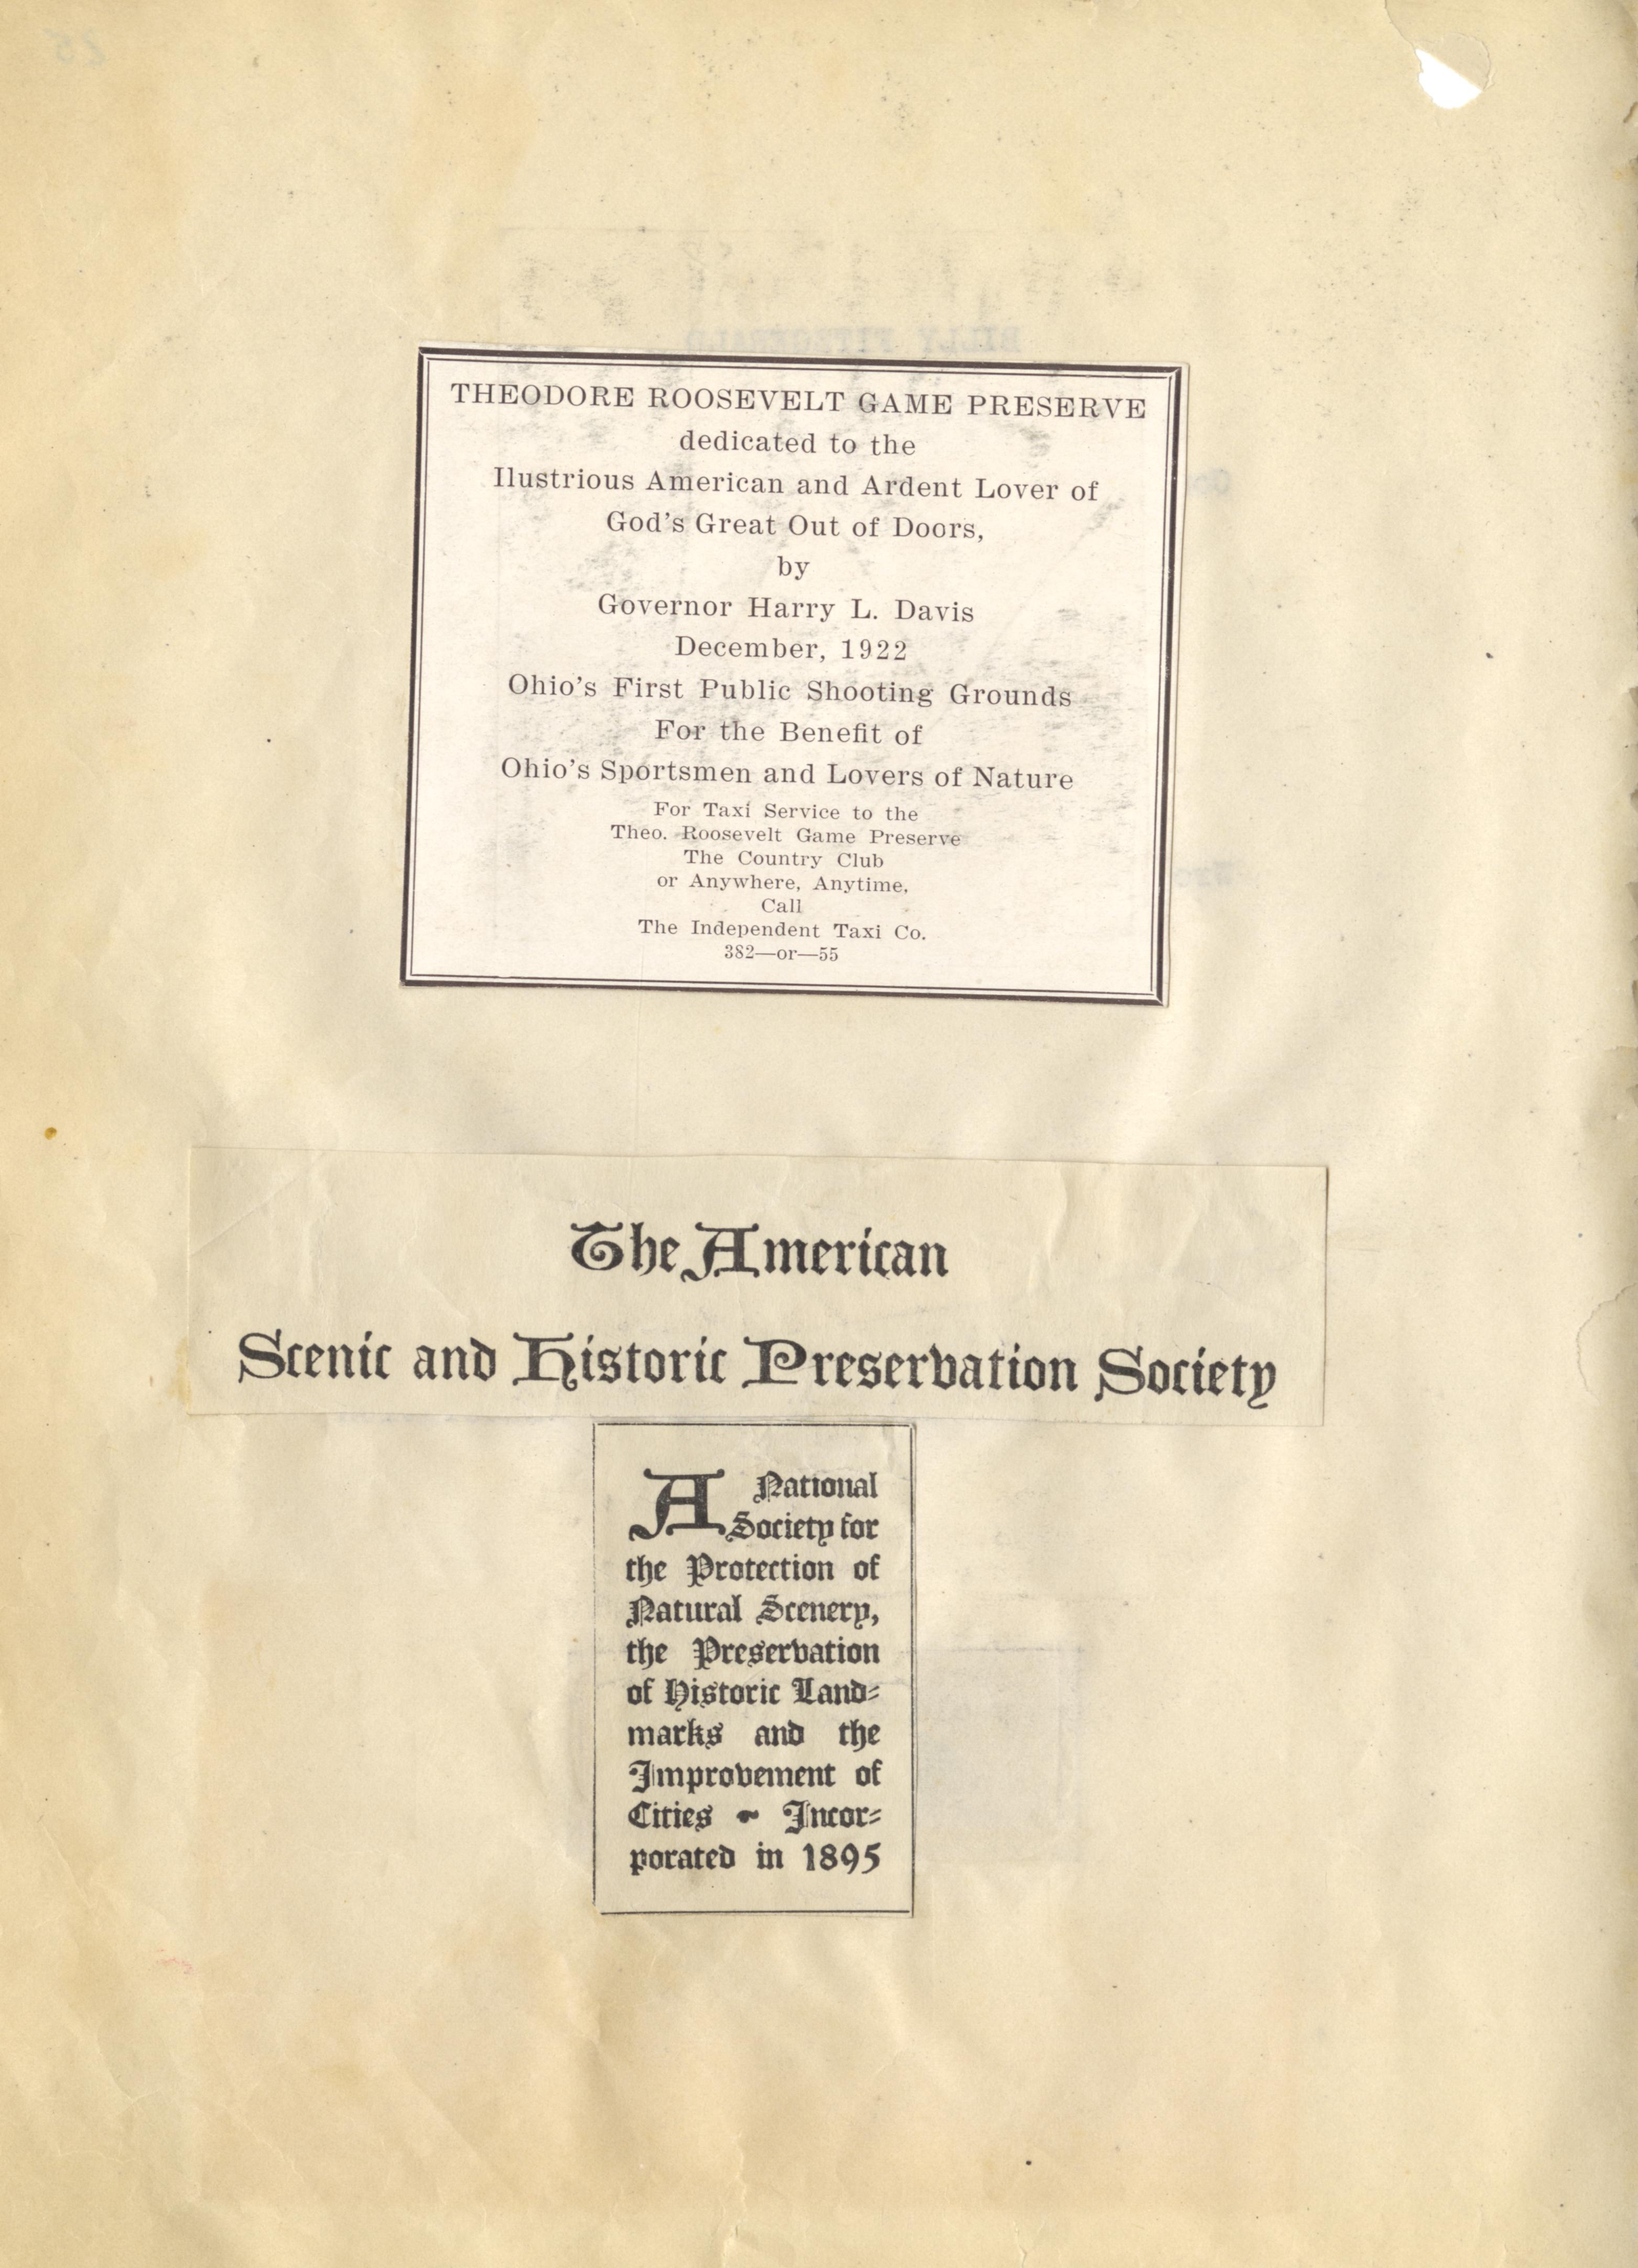 THEODORE ROOSEVELT GAME PRESERVE
dedicated to the
Ilustrious American and Ardent Lover of
God's Great Out of Doors,
by
Governor Harry L. Davis
December, 1922
Ohio's First Public Shooting Grounds
For the Benefit of
Ohio's Sportsmen and Lovers of Nature
For Taxi Service to the
Theo. Roosevelt Game Preserve
The Country Club
or Anywhere, Anytime,
Call
The Independent Taxi Co.
382—or—55
The American
Scenic and Historic Preservation Society
A National
Society for
the Protection of
Natural Scenery,
the Preservation
of Historic Land-
marks and the
Improvement of
Cities ~ Incor-
porated in 1895